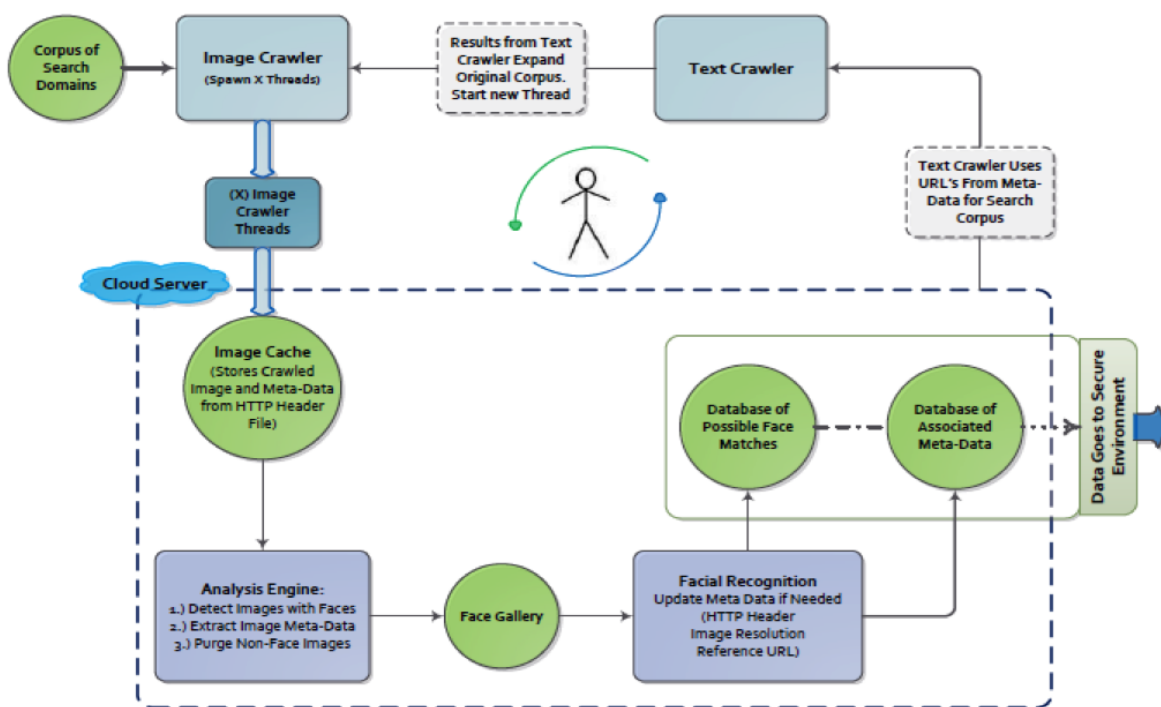 Corpus of
Search
Domains
Image Crawler
(Spawn X Threads)
Results from Text
Crawler Expand
Original Corpus.
Start new Thread
Text Crawler
Text Crawler Uses
URL's From Meta-
Data for Search
Corpus
(X) Image
Crawler
Threads
Cloud Server
Image Cache
(Stores Crawled
Image and Meta-Data
from HTTP Header
File)
Database of
Possible Face
Matches
Database of
Associated
Meta-Data
Data Goes to Secure
Environment
Analysis Engine:
1.) Detect Images with Faces
2.) Extract Image Meta-Data
3.) Purge Non-Face Images
Face Gallery
Facial Recognition
Update Meta Data if Needed
(HTTP Header
Image Resolution
Reference URL)